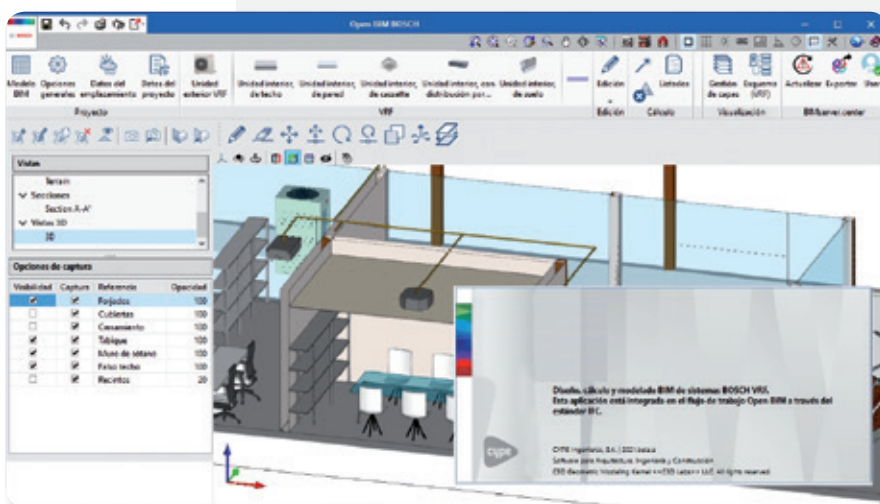 Open BIM BOSCH
Modelo BIM
Opciones generales
Datos del emplazamiento
Datos del proyecto
Unidad exterior VRF
Unidad interior, de techo
Unidad interior, de pared
Unidad interior, de cassette
Unidad interior, con distribución por...
Unidad interior, de suelo
Edición
Listados
Gestión de capas
Esquema (VRF)
Actualizar
Exportar
User
Proyecto
VRF
Edición
Cálculo
Visualización
BIMserver.center
Vistas
Terrain
Secciones
Section A-A'
Vistas 3D
3D
Opciones de captura
Visibilidad Captura Referencia Opacidad
Forjados 100
Cubiertas 100
Cerramiento 100
Tabique 100
Muro de sótano 100
Falso techo 100
Recintos 20
Diseño, cálculo y modelado BIM de sistemas BOSCH VRF.
Esta aplicación está integrada en el flujo de trabajo Open BIM a través del
estándar IFC.
cype
CYPE Ingenieros, S.A. | 2021
Software para Arquitectura, Ingeniería y Construcción
C3D Geometric Modeling Kernel <<C3D Labs>> LLC, All rights reserved